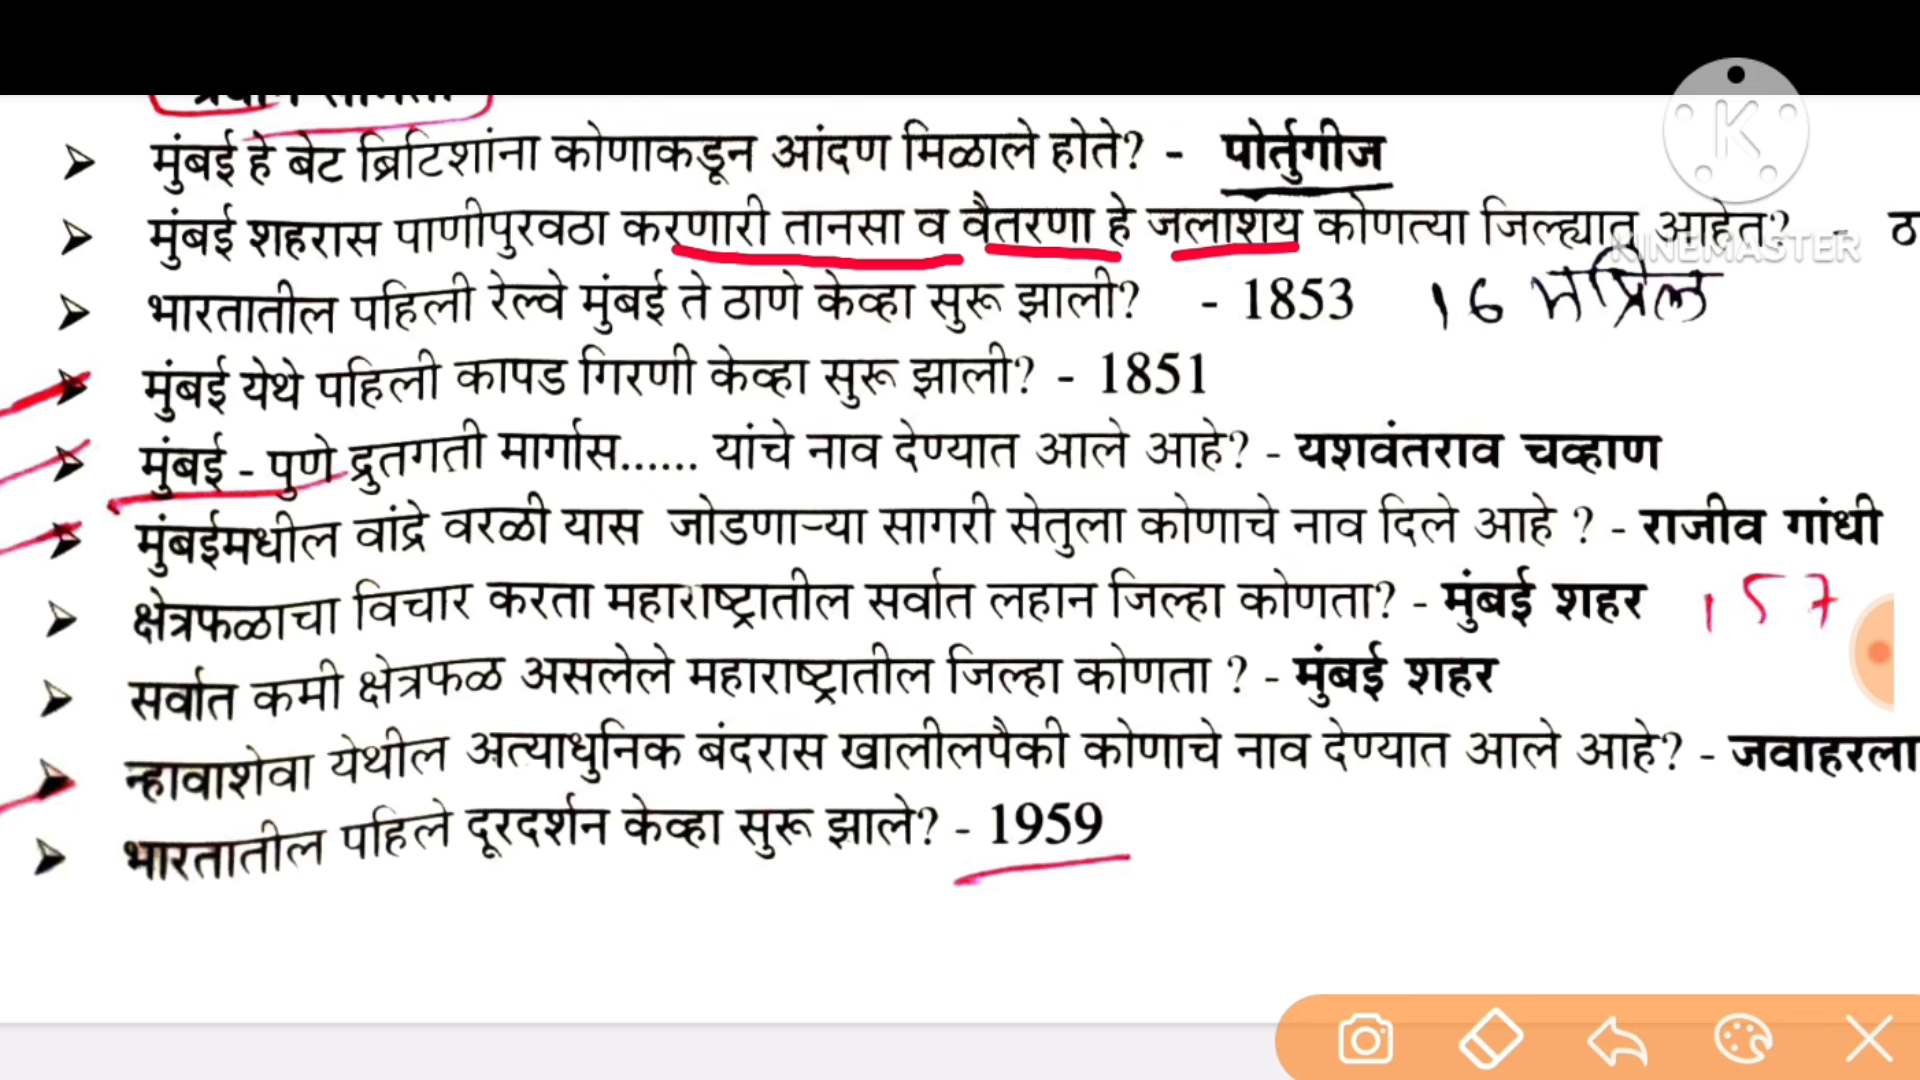 मुंबई हे बेट ब्रिटिशांना कोणाकडून आंदण मिळाले होते? - पोर्तुगीज
मुंबई शहरास पाणीपुरवठा करणारी तानसा व वैतरणा हे जलाशय कोणत्या जिल्ह्यात आहेत? - ठ
KINEMASTER
भारतातील पहिली रेल्वे मुंबई ते ठाणे केव्हा सुरू झाली? - 1853 16 एप्रिल
मुंबई येथे पहिली कापड गिरणी केव्हा सुरू झाली? - 1851
मुंबई - पुणे द्रुतगती मार्गास...... यांचे नाव देण्यात आले आहे? - यशवंतराव चव्हाण
मुंबईमधील वांद्रे वरळी यास जोडणाऱ्या सागरी सेतुला कोणाचे नाव दिले आहे ? - राजीव गांधी
क्षेत्रफळाचा विचार करता महाराष्ट्रातील सर्वात लहान जिल्हा कोणता? - मुंबई शहर 157
सर्वात कमी क्षेत्रफळ असलेले महाराष्ट्रातील जिल्हा कोणता ? - मुंबई शहर
न्हावाशेवा येथील अत्याधुनिक बंदरास खालीलपैकी कोणाचे नाव देण्यात आले आहे? - जवाहरला
भारतातील पहिले दूरदर्शन केव्हा सुरू झाले? - 1959